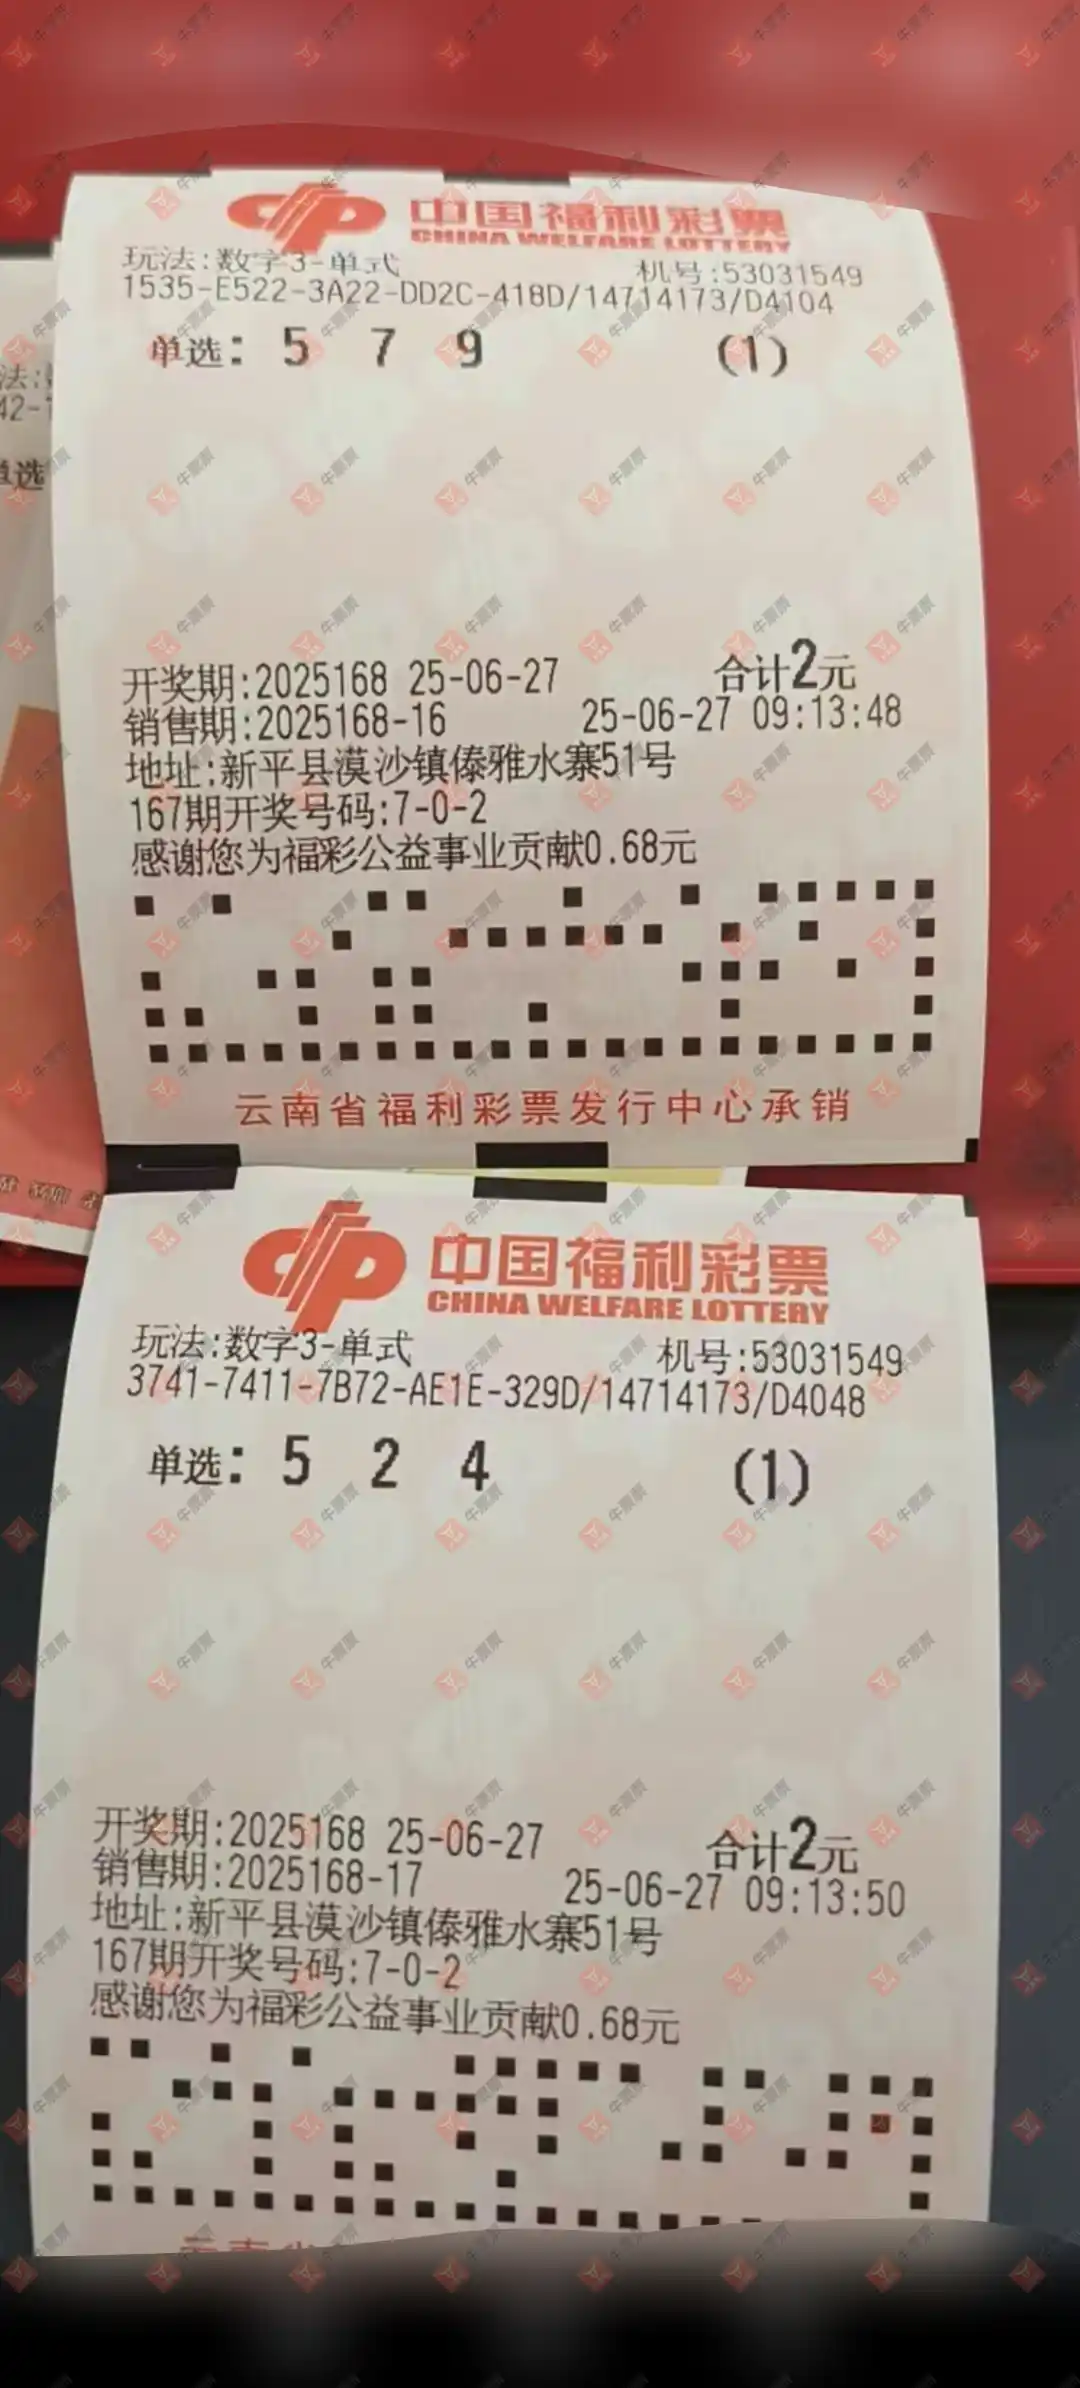 中国福利彩票
CHINA WELFARE LOTTERY
玩法:数字3-单式 机号:53031549
1535-E522-3A22-DD2C-418D/14714173/D4104
单选: 5 7 9 (1)
开奖期:2025168 25-06-27 合计2元
销售期:2025168-16 25-06-27 09:13:48
地址:新平县漠沙镇傣雅水寨51号
167期开奖号码:7-0-2
感谢您为福彩公益事业贡献0.68元
云南省福利彩票发行中心承销
法:
42-
单选
中国福利彩票
CHINA WELFARE LOTTERY
玩法:数字3-单式 机号:53031549
3741-7411-7B72-AE1E-329D/14714173/D4048
单选: 5 2 4 (1)
开奖期:2025168 25-06-27 合计2元
销售期:2025168-17 25-06-27 09:13:50
地址:新平县漠沙镇傣雅水寨51号
167期开奖号码:7-0-2
感谢您为福彩公益事业贡献0.68元
牛票票